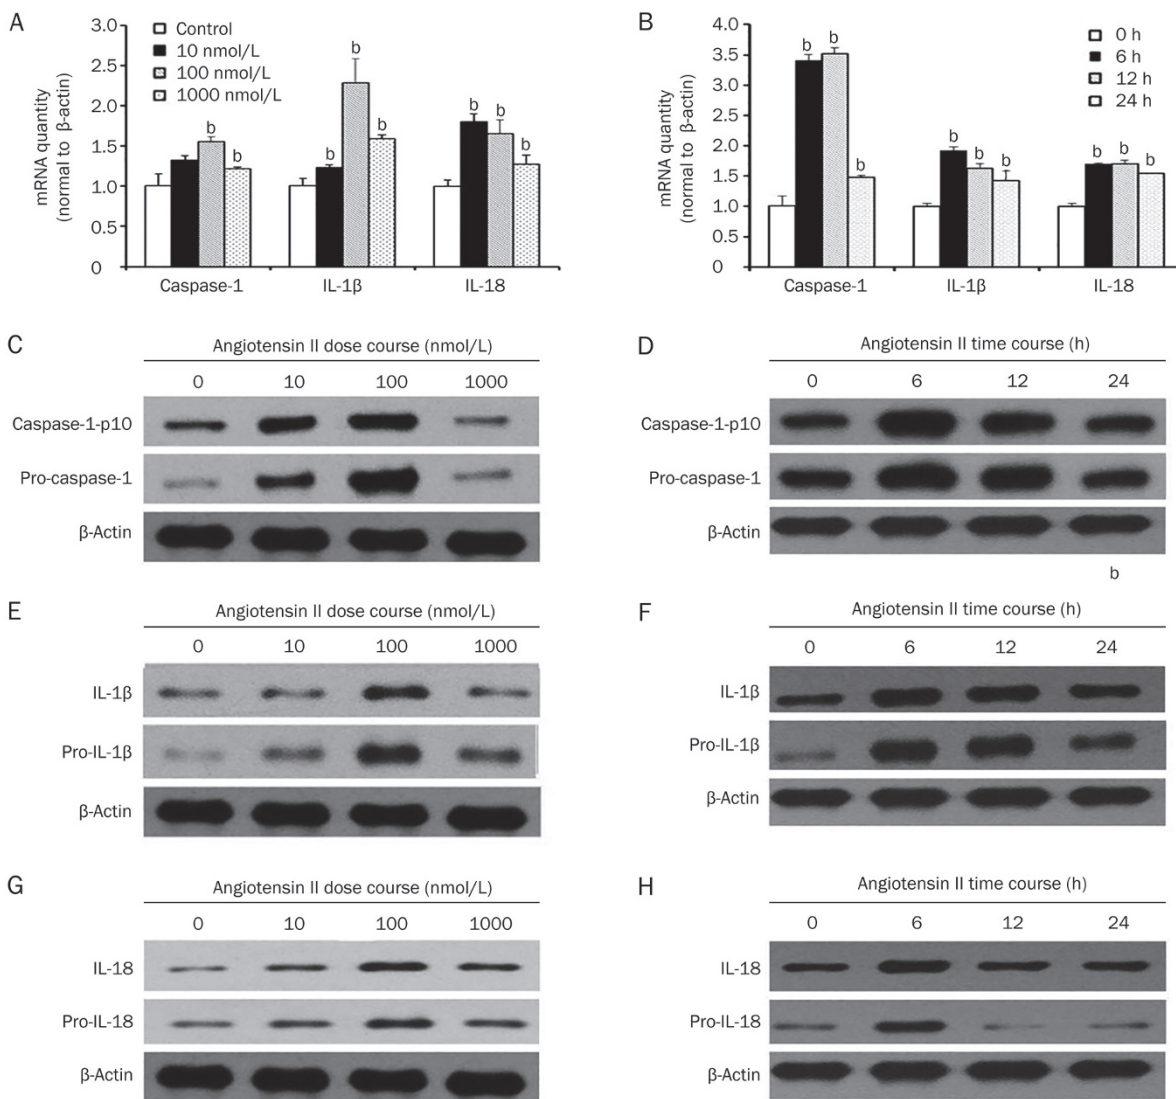 A
3.0
2.5
2.0
1.5
1.0
0.5
0
mRNA quantity
(normal to β-actin)
Control
10 nmol/L
100 nmol/L
1000 nmol/L
b
b
b
b
b
b
b
b
Caspase-1 IL-1β IL-18
B
4.0
3.5
3.0
2.5
2.0
1.5
1.0
0.5
0
mRNA quantity
(normal to β-actin)
0 h
6 h
12 h
24 h
b b
b
b
b
b
b b
b
Caspase-1 IL-1β IL-18
C
Angiotensin II dose course (nmol/L)
0 10 100 1000
Caspase-1-p10
Pro-caspase-1
β-Actin
D
Angiotensin II time course (h)
0 6 12 24
Caspase-1-p10
Pro-caspase-1
β-Actin
b
E
Angiotensin II dose course (nmol/L)
0 10 100 1000
IL-1β
Pro-IL-1β
β-Actin
F
Angiotensin II time course (h)
0 6 12 24
IL-1β
Pro-IL-1β
β-Actin
G
Angiotensin II dose course (nmol/L)
0 10 100 1000
IL-18
Pro-IL-18
β-Actin
H
Angiotensin II time course (h)
0 6 12 24
IL-18
Pro-IL-18
β-Actin